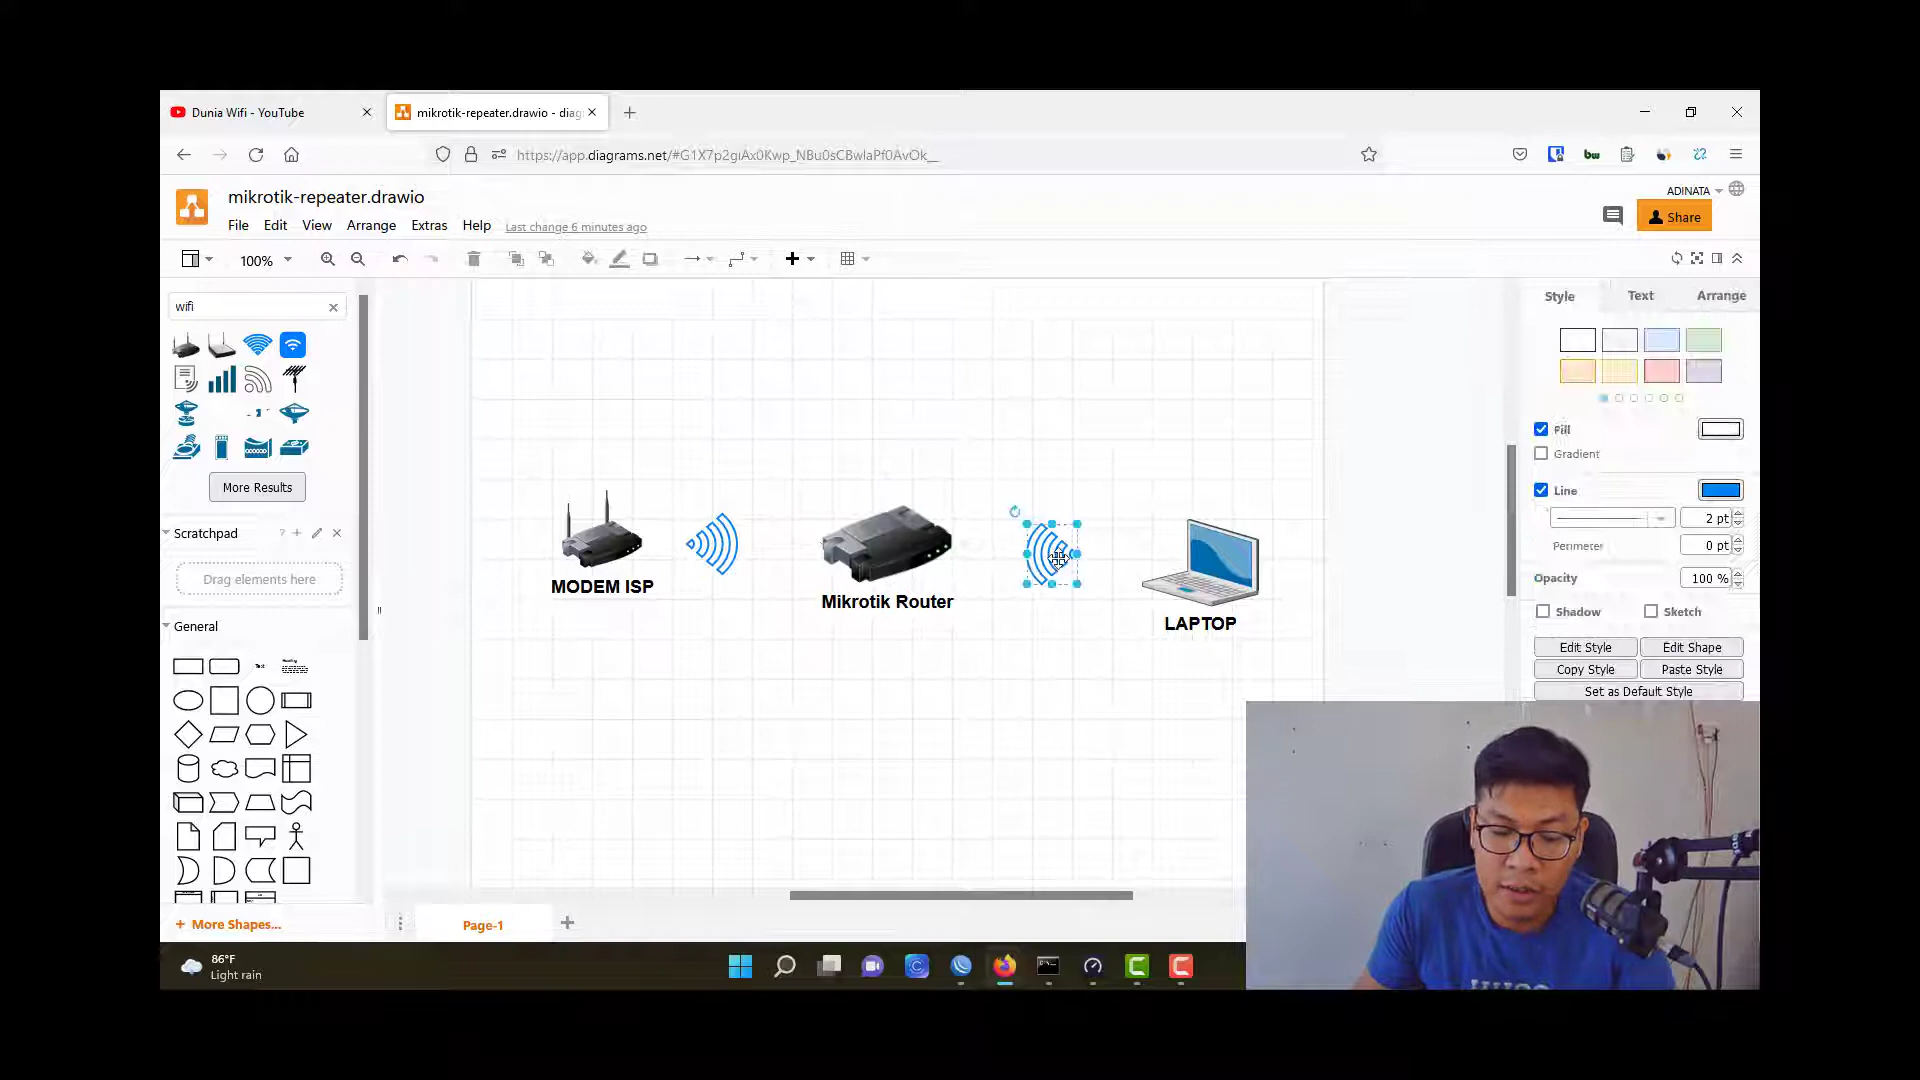 Dunia Wifi - YouTube
mikrotik-repeater.drawio - diag
https://app.diagrams.net/#G1X7p2giAx0Kwp_NBu0sCBwlaPf0AvOk__
mikrotik-repeater.drawio
ADINATA
File Edit View Arrange Extras Help Last change 6 minutes ago
Share
100%
wifi
Style Text Arrange
Fill
Gradient
More Results
Line
2 pt
Scratchpad
Perimeter 0 pt
Drag elements here
Opacity 100 %
MODEM ISP
Mikrotik Router
LAPTOP
Shadow Sketch
General
Edit Style Edit Shape
Copy Style Paste Style
Set as Default Style
Text
Heading
+ More Shapes...
Page-1
86°F
Light rain